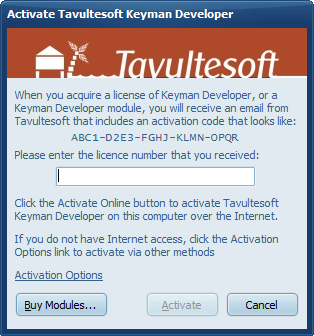 Activate Tavultesoft Keyman Developer
Tavultesoft
When you acquire a license of Keyman Developer, or a
Keyman Developer module, you will receive an email from
Tavultesoft that includes an activation code that looks like:
ABC1-D2E3-FGHJ-KLMN-OPQR
Please enter the licence number that you received:
Click the Activate Online button to activate Tavultesoft
Keyman Developer on this computer over the Internet.
If you do not have Internet access, click the Activation
Options link to activate via other methods
Activation Options
Buy Modules...
Activate
Cancel